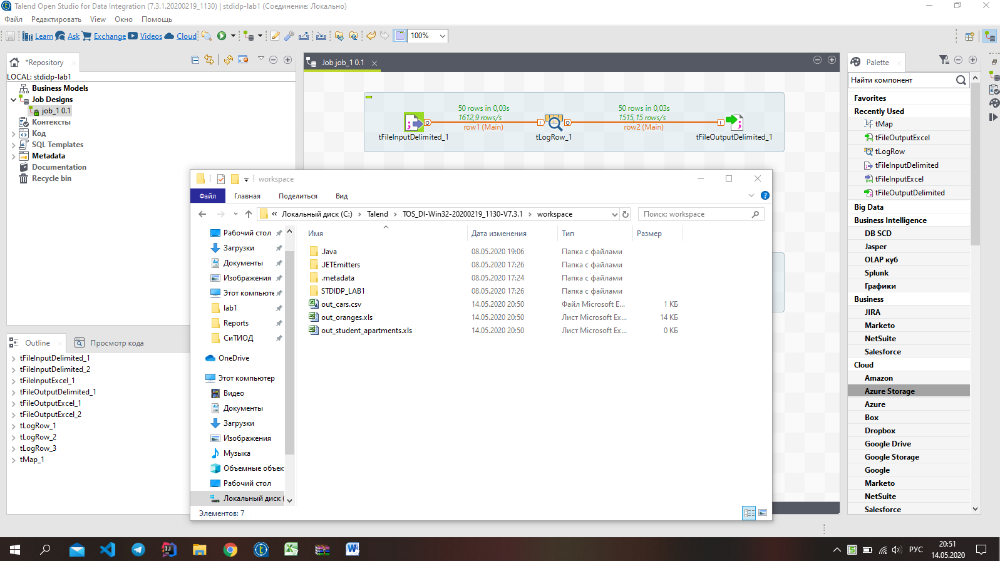 Talend Open Studio for Data Integration (7.3.1.20200219_1130) | stdidp-lab1 (Соединение: Локально)
Файл Редактировать View Окно Помощь
Learn Ask Exchange Videos Cloud 100%
*Repository
LOCAL: stdidp-lab1
Business Models
Job Designs
job_1 0.1
Контексты
Код
SQL Templates
Metadata
Documentation
Recycle bin
Job job_1 0.1
50 rows in 0,03s
1612,9 rows/s
row1 (Main)
50 rows in 0,03s
1515,15 rows/s
row2 (Main)
tFileInputDelimited_1
tLogRow_1
tFileOutputDelimited_1
Palette
Найти компонент
Favorites
Recently Used
tMap
tFileOutputExcel
tLogRow
tFileInputDelimited
tFileInputExcel
tFileOutputDelimited
Big Data
Business Intelligence
DB SCD
Jasper
OLAP куб
Splunk
Графики
Business
JIRA
Marketo
NetSuite
Salesforce
Cloud
Amazon
Azure Storage
Azure
Box
Dropbox
Google Drive
Google Storage
Google
Marketo
NetSuite
Salesforce
Outline
Просмотр кода
tFileInputDelimited_1
tFileInputDelimited_2
tFileInputExcel_1
tFileOutputDelimited_1
tFileOutputExcel_1
tFileOutputExcel_2
tLogRow_1
tLogRow_2
tLogRow_3
tMap_1
workspace
Файл Главная Поделиться Вид
« Локальный диск (C:) › Talend › TOS_DI-Win32-20200219_1130-V7.3.1 › workspace
Поиск: workspace
Рабочий стол
Загрузки
Документы
Изображения
Этот компьюте
lab1
Reports
СиТИОД
OneDrive
Этот компьютер
Видео
Документы
Загрузки
Изображения
Музыка
Объемные объек
Рабочий стол
Локальный диск (
Имя Дата изменения Тип Размер
.Java 08.05.2020 19:06 Папка с файлами
.JETEmitters 08.05.2020 17:26 Папка с файлами
.metadata 08.05.2020 17:24 Папка с файлами
STDIDP_LAB1 08.05.2020 17:26 Папка с файлами
out_cars.csv 14.05.2020 20:50 Файл Microsoft E... 1 КБ
out_oranges.xls 14.05.2020 20:50 Лист Microsoft Ex... 14 КБ
out_student_apartments.xls 14.05.2020 20:50 Лист Microsoft Ex... 0 КБ
Элементов: 7
РУС
20:51
14.05.2020